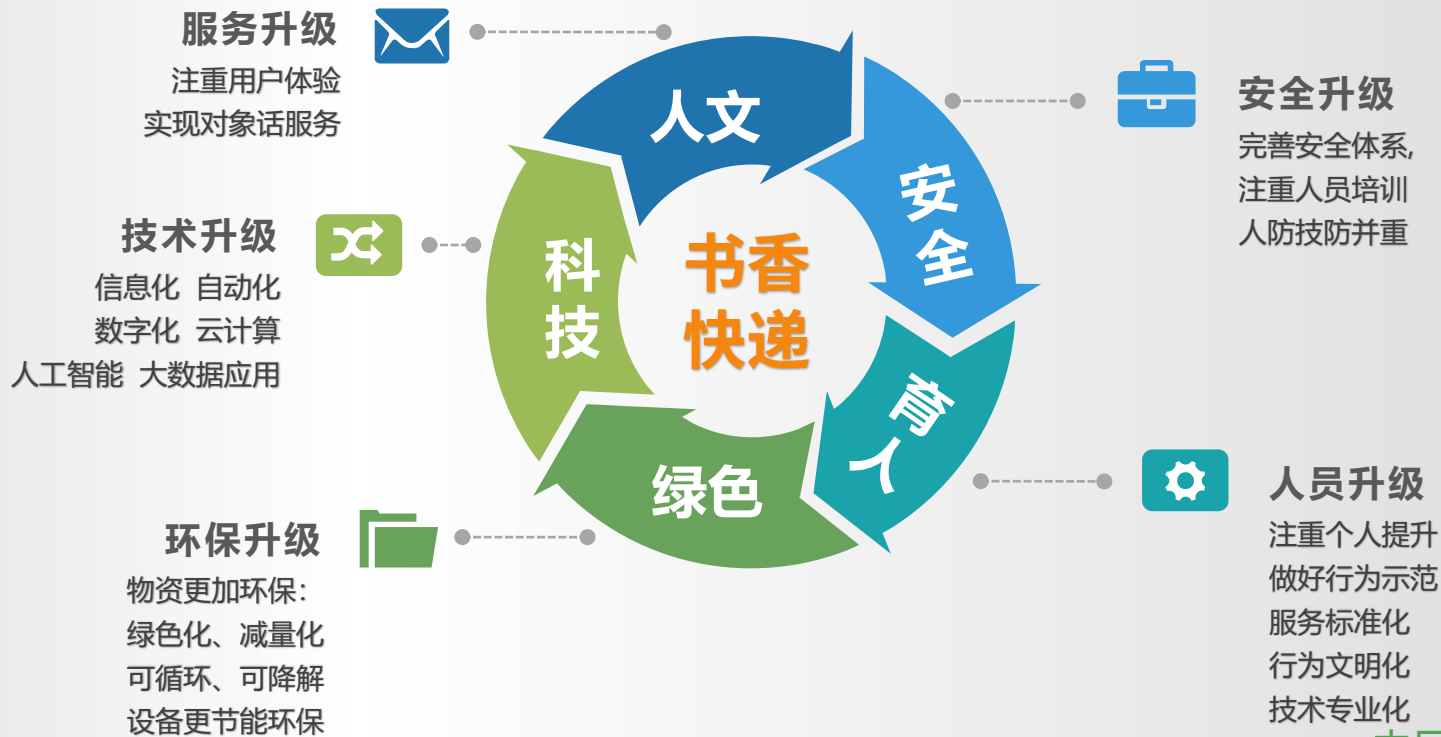 服务升级
注重用户体验
实现对象话服务
人文
安全升级
完善安全体系,
注重人员培训
人防技防并重
安全
技术升级
信息化 自动化
数字化 云计算
人工智能 大数据应用
科技
书香
快递
育人
人员升级
注重个人提升
做好行为示范
服务标准化
行为文明化
技术专业化
绿色
环保升级
物资更加环保：
绿色化、减量化
可循环、可降解
设备更节能环保